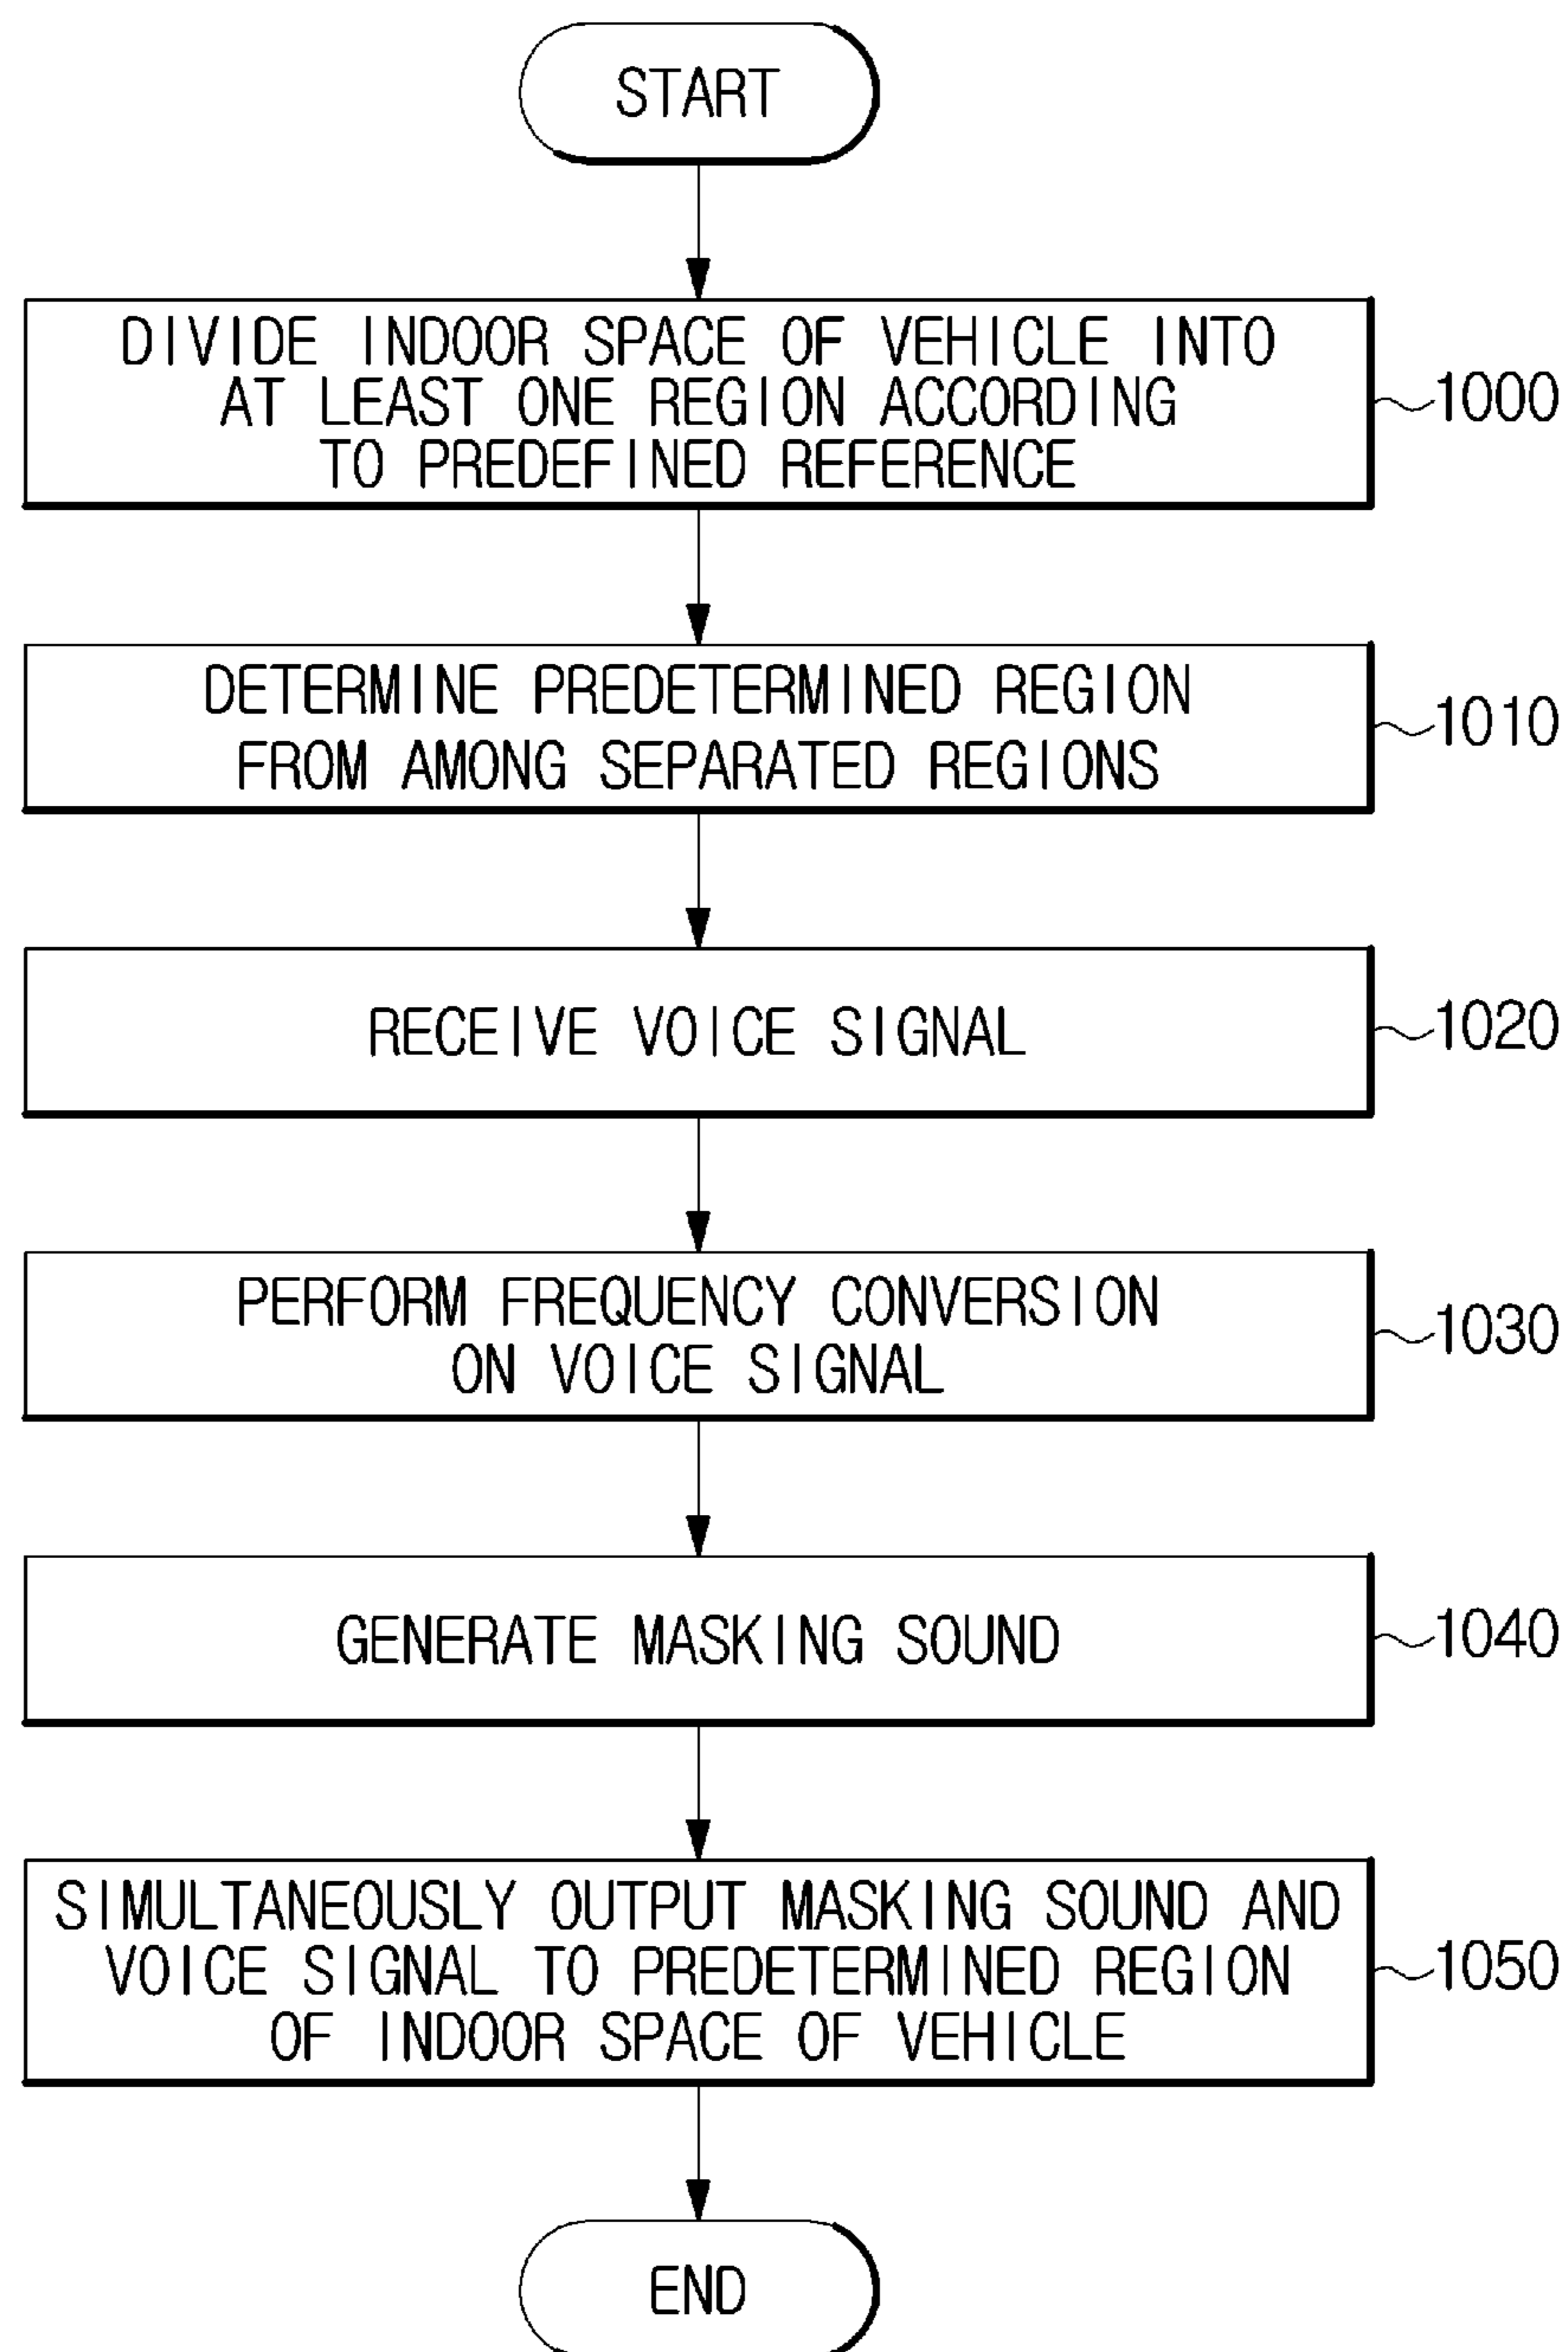 START
DIVIDE INDOOR SPACE OF VEHICLE INTO
AT LEAST ONE REGION ACCORDING
TO PREDEFINED REFERENCE
1000
DETERMINE PREDETERMINED REGION
FROM AMONG SEPARATED REGIONS
1010
RECEIVE VOICE SIGNAL
1020
PERFORM FREQUENCY CONVERSION
ON VOICE SIGNAL
1030
GENERATE MASKING SOUND
1040
SIMULTANEOUSLY OUTPUT MASKING SOUND AND
VOICE SIGNAL TO PREDETERMINED REGION
OF INDOOR SPACE OF VEHICLE
1050
END